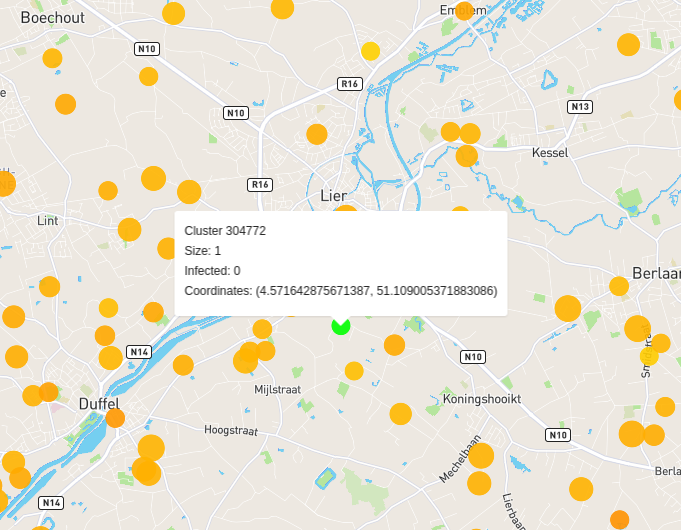 Boechout
Emblem
N10
R16
N10
N13
Kessel
R16
Lier
Lint
Cluster 304772
Size: 1
Infected: 0
Coordinates: (4.571642875671387, 51.109005371883086)
Berlaar
N14
N10
Mijlstraat
Duffel
Koningshooikt
Hoogstraat
N10
Mechelbaan
Berla
N14
Lierbaan